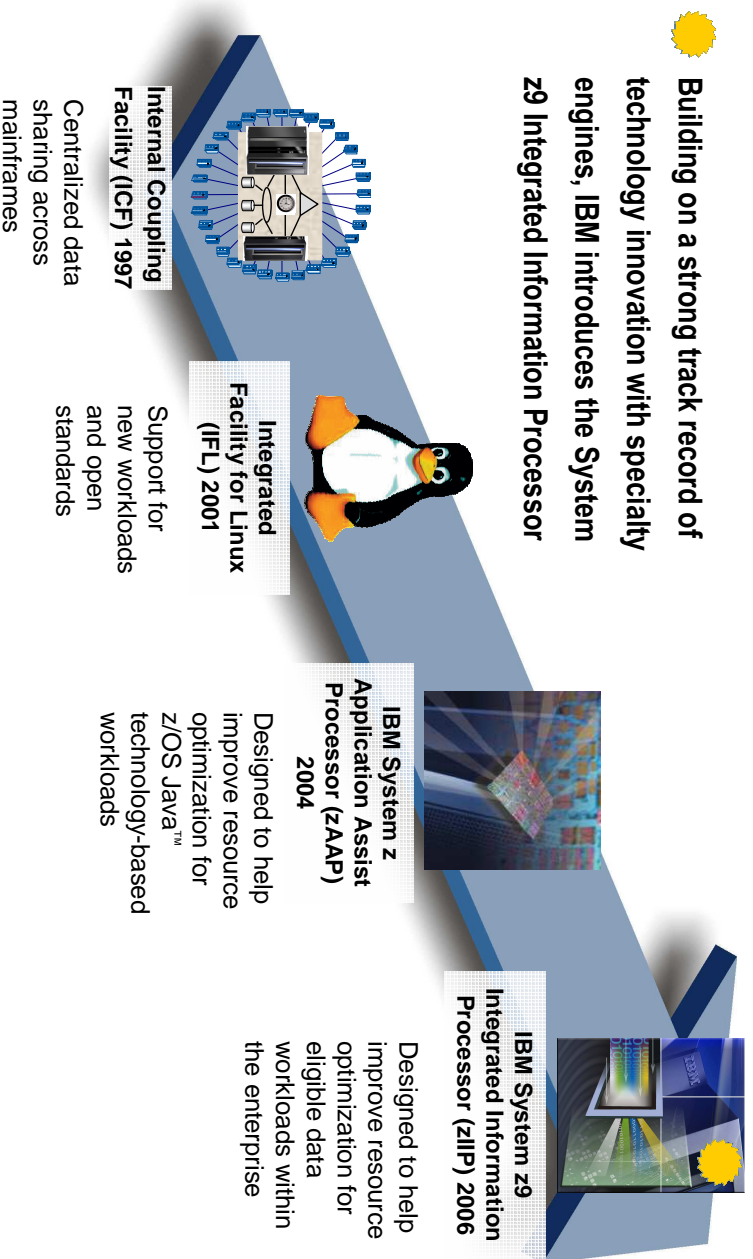 Building on a strong track record of
technology innovation with specialty
engines, IBM introduces the System
z9 Integrated Information Processor
Internal Coupling
Facility (ICF) 1997
Centralized data
sharing across
mainframes
Integrated
Facility for Linux
(IFL) 2001
Support for
new workloads
and open
standards
IBM System z
Application Assist
Processor (zAAP)
2004
Designed to help
improve resource
optimization for
z/OS Java™
technology-based
workloads
IBM System z9
Integrated Information
Processor (zIIP) 2006
Designed to help
improve resource
optimization for
eligible data
workloads within
the enterprise
IBM